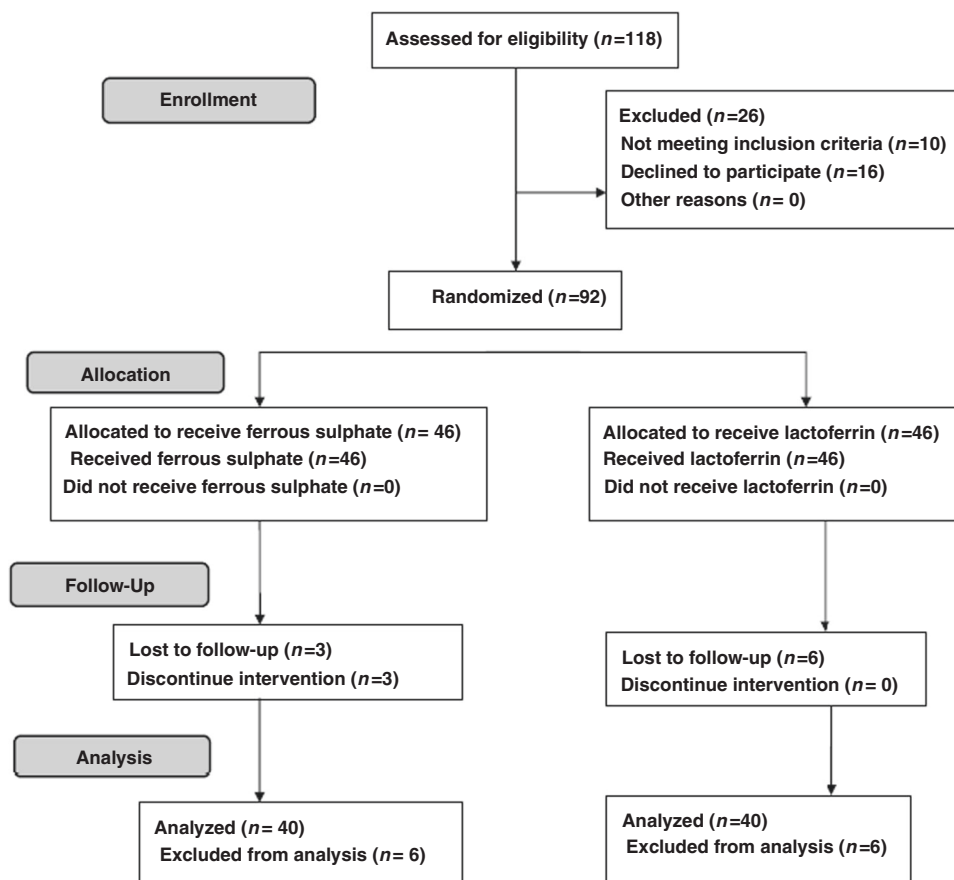 Assessed for eligibility (n=118)
Enrollment
Excluded (n=26)
Not meeting inclusion criteria (n=10)
Declined to participate (n=16)
Other reasons (n= 0)
Randomized (n=92)
Allocation
Allocated to receive ferrous sulphate (n= 46)
Received ferrous sulphate (n=46)
Did not receive ferrous sulphate (n=0)
Allocated to receive lactoferrin (n=46)
Received lactoferrin (n=46)
Did not receive lactoferrin (n=0)
Follow-Up
Lost to follow-up (n=3)
Discontinue intervention (n=3)
Lost to follow-up (n=6)
Discontinue intervention (n= 0)
Analysis
Analyzed (n= 40)
Excluded from analysis (n= 6)
Analyzed (n=40)
Excluded from analysis (n=6)